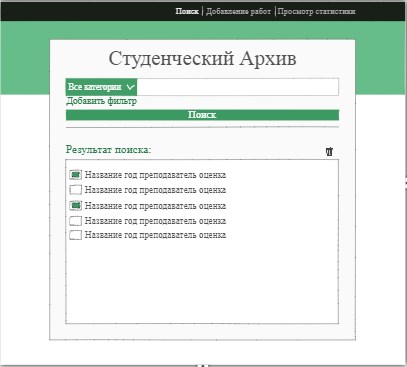 Поиск | Добавление работ | Просмотр статистики
Студенческий Архив
Все категории
Добавить фильтр
Поиск
Результат поиска:
Название год преподаватель оценка
Название год преподаватель оценка
Название год преподаватель оценка
Название год преподаватель оценка
Название год преподаватель оценка